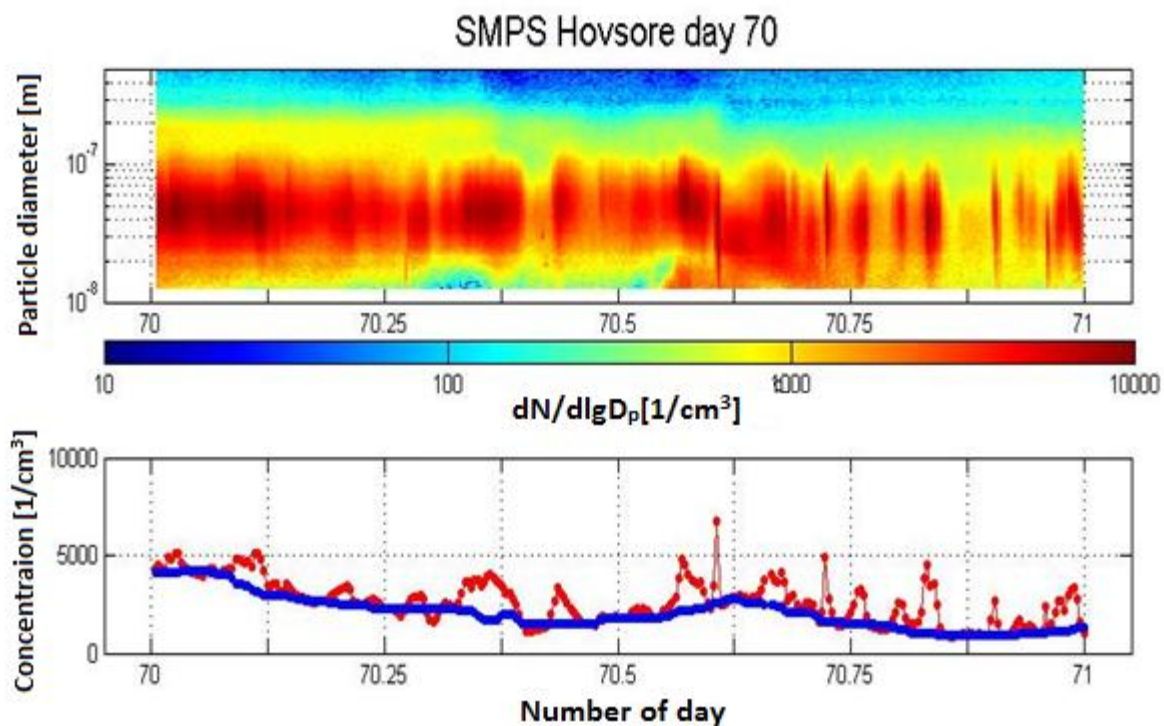 SMPS Hovsore day 70
Particle diameter [m]
10-7
10-8
70 70.25 70.5 70.75 71
10 100 1000 10000
dN/dlgDₚ[1/cm³]
Concentraion [1/cm³]
10000
5000
0
70 70.25 70.5 70.75 71
Number of day